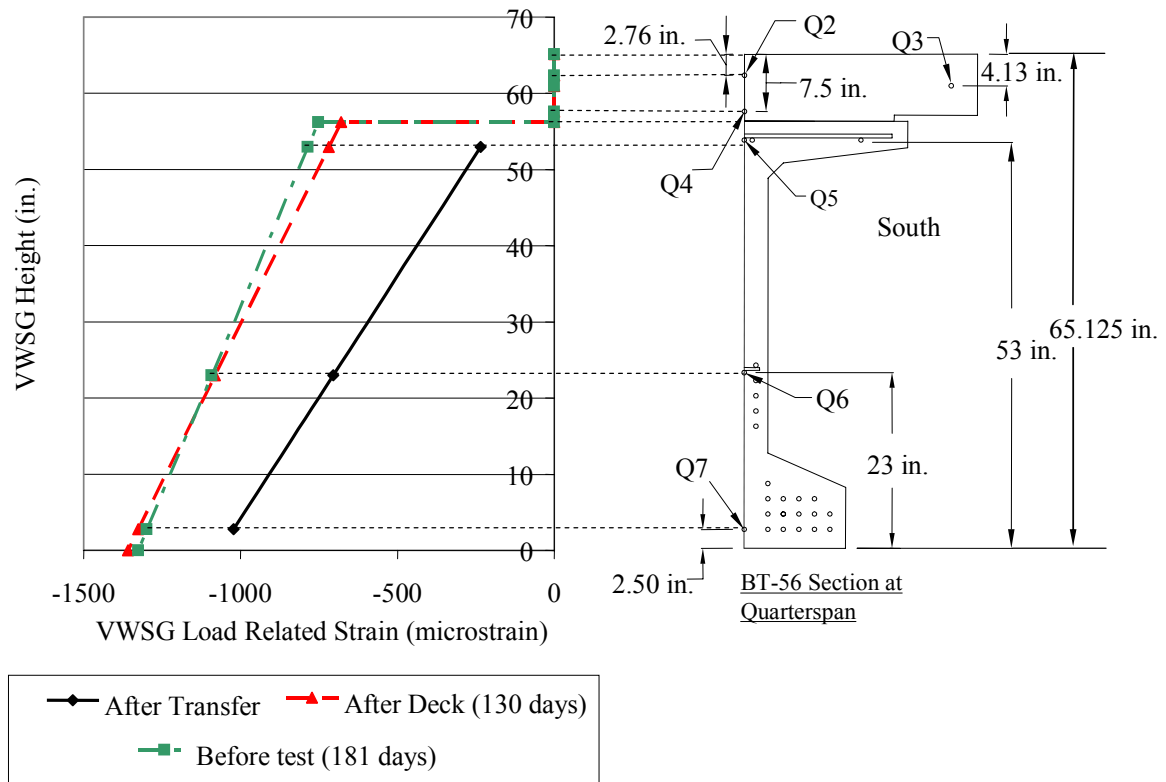 70
60
50
40
30
20
10
0
VWSG Height (in.)
-1500
-1000
-500
0
VWSG Load Related Strain (microstrain)
2.76 in.
Q2
Q3
4.13 in.
7.5 in.
Q4
Q5
South
65.125 in.
53 in.
Q6
23 in.
Q7
2.50 in.
BT-56 Section at
Quarterspan
After Transfer
After Deck (130 days)
Before test (181 days)